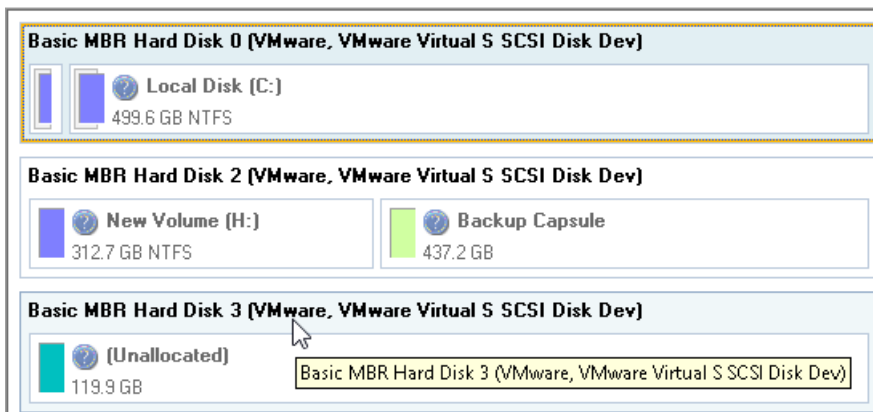 Basic MBR Hard Disk 0 (VMware, VMware Virtual S SCSI Disk Dev)
Local Disk (C:)
499.6 GB NTFS
Basic MBR Hard Disk 2 (VMware, VMware Virtual S SCSI Disk Dev)
New Volume (H:)
312.7 GB NTFS
Backup Capsule
437.2 GB
Basic MBR Hard Disk 3 (VMware, VMware Virtual S SCSI Disk Dev)
(Unallocated)
119.9 GB
Basic MBR Hard Disk 3 (VMware, VMware Virtual S SCSI Disk Dev)